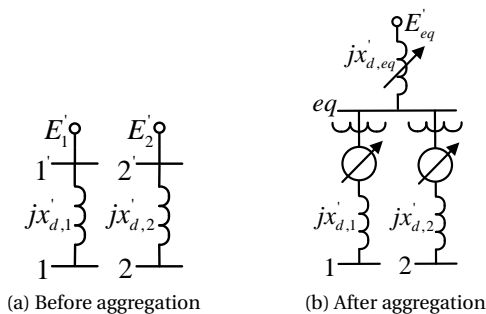 E'₁
E'₂
1'
2'
jx'd,1
jx'd,2
1
2
(a) Before aggregation
E'eq
jx'd,eq
eq
jx'd,1
jx'd,2
1
2
(b) After aggregation